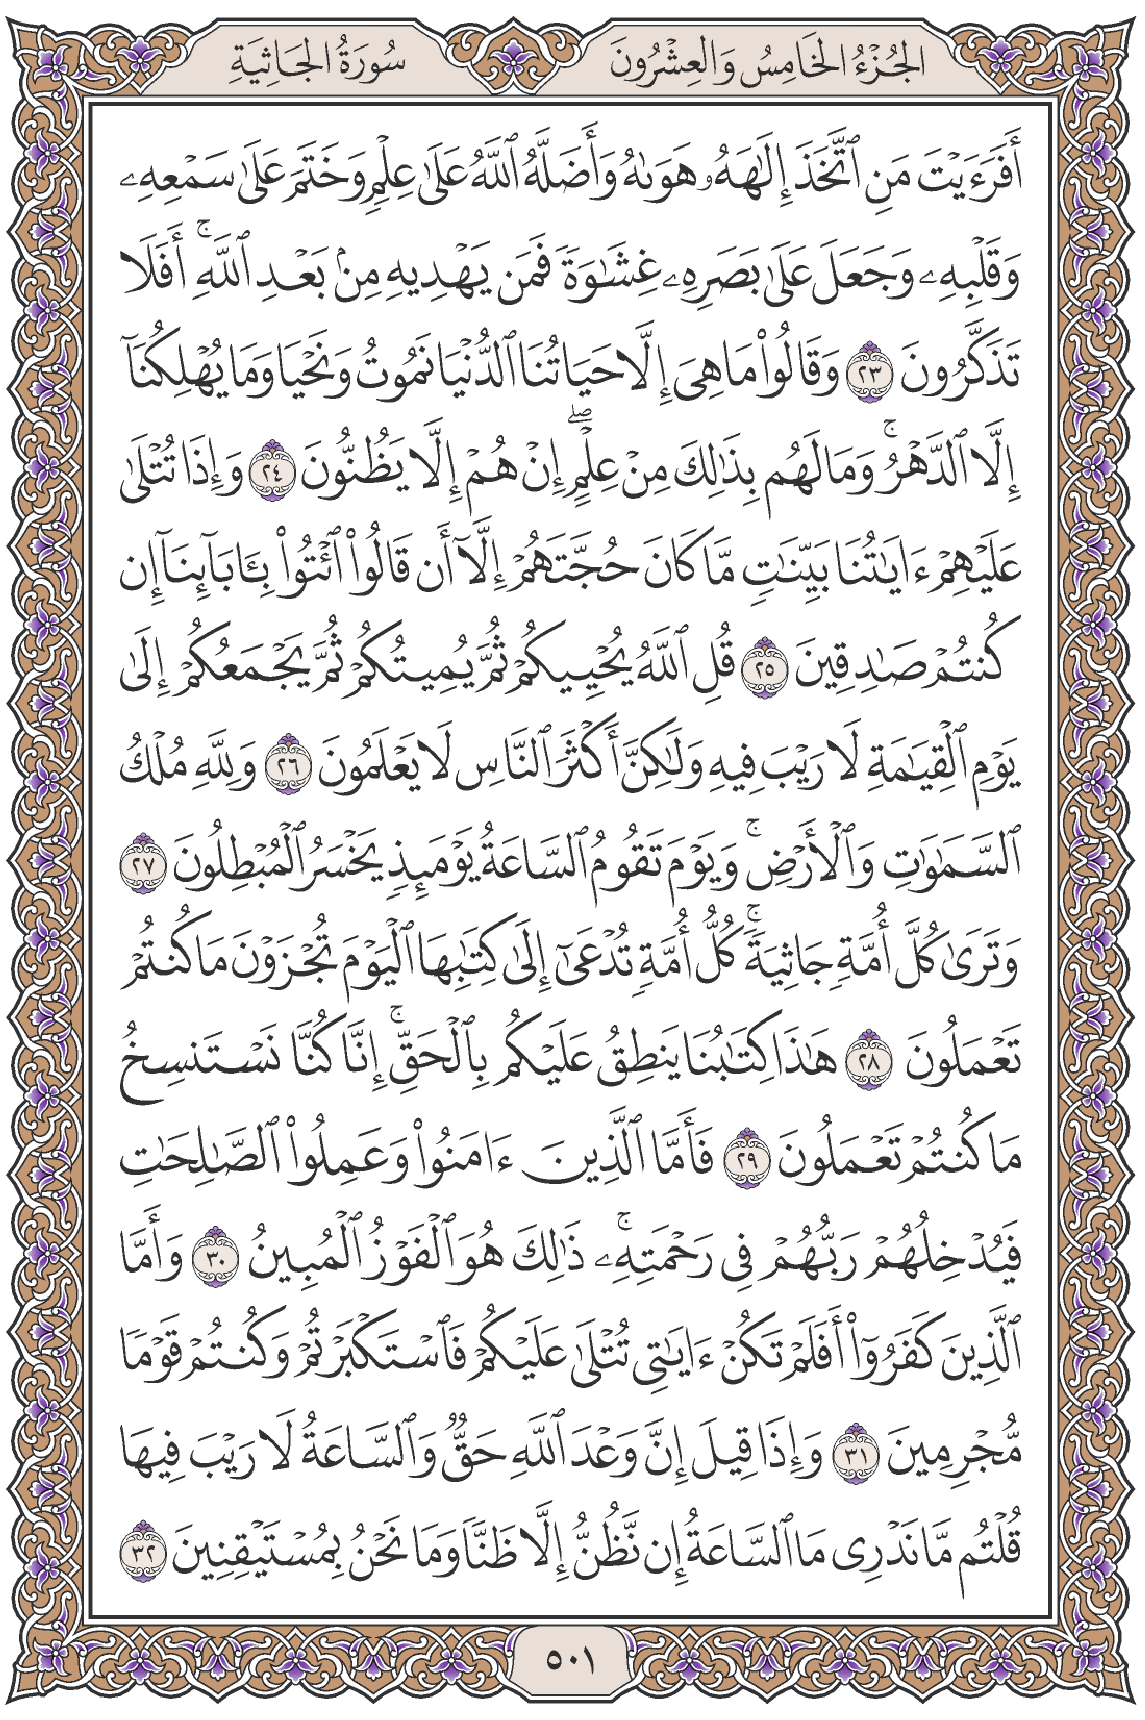 الجُزْءُ الخَامِسُ وَالعِشْرُونَ
سُورَةُ الجَاثِيَةِ
أَفَرَءَيْتَ مَنِ ٱتَّخَذَ إِلَٰهَهُۥ هَوَىٰهُ وَأَضَلَّهُ ٱللَّهُ عَلَىٰ عِلْمٍ وَخَتَمَ عَلَىٰ سَمْعِهِۦ
وَقَلْبِهِۦ وَجَعَلَ عَلَىٰ بَصَرِهِۦ غِشَٰوَةً فَمَن يَهْدِيهِ مِنۢ بَعْدِ ٱللَّهِۚ أَفَلَا
تَذَكَّرُونَ ٢٣ وَقَالُوا۟ مَا هِىَ إِلَّا حَيَاتُنَا ٱلدُّنْيَا نَمُوتُ وَنَحْيَا وَمَا يُهْلِكُنَآ
إِلَّا ٱلدَّهْرُۚ وَمَا لَهُم بِذَٰلِكَ مِنْ عِلْمٍۖ إِنْ هُمْ إِلَّا يَظُنُّونَ ٢٤ وَإِذَا تُتْلَىٰ
عَلَيْهِمْ ءَايَٰتُنَا بَيِّنَٰتٍ مَّا كَانَ حُجَّتَهُمْ إِلَّآ أَن قَالُوا۟ ٱئْتُوا۟ بِـَٔابَآئِنَآ إِن
كُنتُمْ صَٰدِقِينَ ٢٥ قُلِ ٱللَّهُ يُحْيِيكُمْ ثُمَّ يُمِيتُكُمْ ثُمَّ يَجْمَعُكُمْ إِلَىٰ
يَوْمِ ٱلْقِيَٰمَةِ لَا رَيْبَ فِيهِ وَلَٰكِنَّ أَكْثَرَ ٱلنَّاسِ لَا يَعْلَمُونَ ٢٦ وَلِلَّهِ مُلْكُ
ٱلسَّمَٰوَٰتِ وَٱلْأَرْضِۚ وَيَوْمَ تَقُومُ ٱلسَّاعَةُ يَوْمَئِذٍ يَخْسَرُ ٱلْمُبْطِلُونَ ٢٧
وَتَرَىٰ كُلَّ أُمَّةٍ جَاثِيَةًۚ كُلُّ أُمَّةٍ تُدْعَىٰٓ إِلَىٰ كِتَٰبِهَا ٱلْيَوْمَ تُجْزَوْنَ مَا كُنتُمْ
تَعْمَلُونَ ٢٨ هَٰذَا كِتَٰبُنَا يَنطِقُ عَلَيْكُم بِٱلْحَقِّۚ إِنَّا كُنَّا نَسْتَنسِخُ
مَا كُنتُمْ تَعْمَلُونَ ٢٩ فَأَمَّا ٱلَّذِينَ ءَامَنُوا۟ وَعَمِلُوا۟ ٱلصَّٰلِحَٰتِ
فَيُدْخِلُهُمْ رَبُّهُمْ فِى رَحْمَتِهِۦۚ ذَٰلِكَ هُوَ ٱلْفَوْزُ ٱلْمُبِينُ ٣٠ وَأَمَّا
ٱلَّذِينَ كَفَرُوٓا۟ أَفَلَمْ تَكُنْ ءَايَٰتِى تُتْلَىٰ عَلَيْكُمْ فَٱسْتَكْبَرْتُمْ وَكُنتُمْ قَوْمًا
مُّجْرِمِينَ ٣١ وَإِذَا قِيلَ إِنَّ وَعْدَ ٱللَّهِ حَقٌّ وَٱلسَّاعَةُ لَا رَيْبَ فِيهَا
قُلْتُم مَّا نَدْرِى مَا ٱلسَّاعَةُ إِن نَّظُنُّ إِلَّا ظَنًّا وَمَا نَحْنُ بِمُسْتَيْقِنِينَ ٣٢
٥٠١